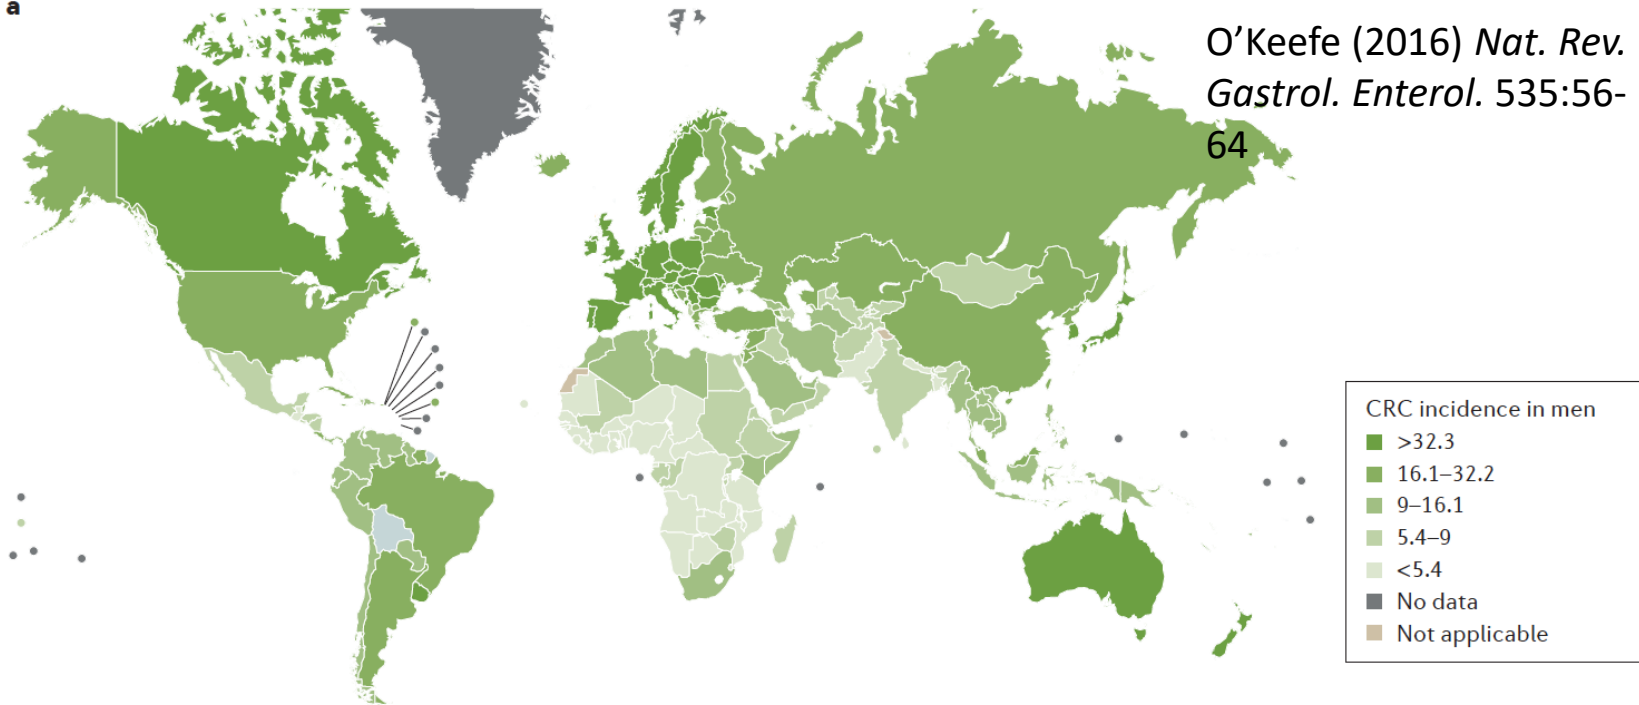 a
O’Keefe (2016) Nat. Rev.
Gastrol. Enterol. 535:56-
64
CRC incidence in men
>32.3
16.1–32.2
9–16.1
5.4–9
<5.4
No data
Not applicable